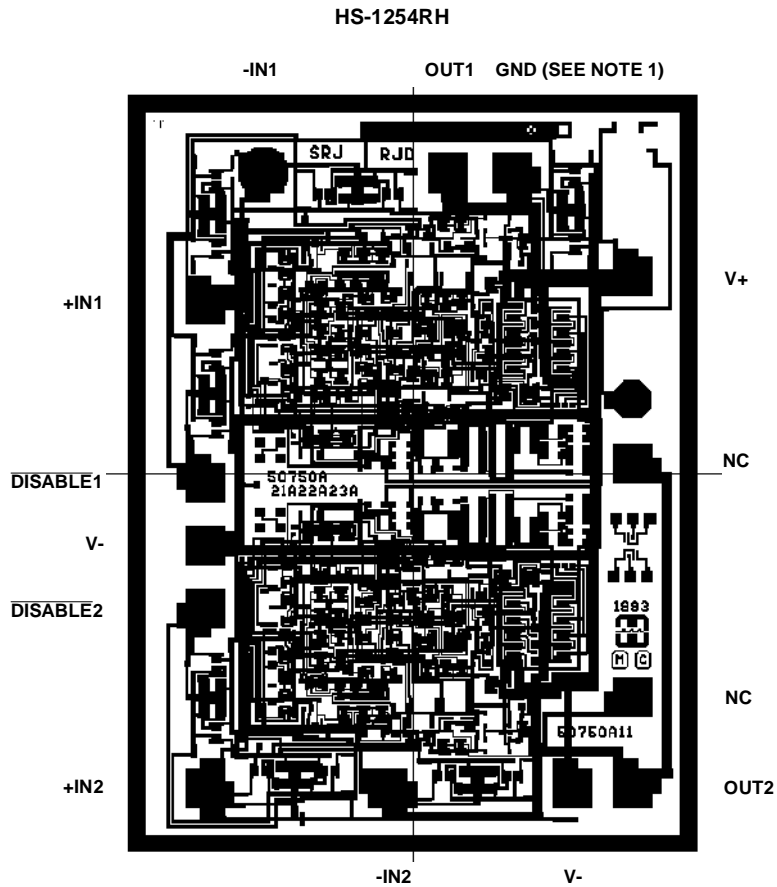 HS-1254RH
-IN1 OUT1 GND (SEE NOTE 1)
SRJ RJD
V+
+IN1
NC
DISABLE1
50750A
21A22A23A
V-
DISABLE2
1993
M C
NC
50750A11
+IN2
OUT2
-IN2 V-